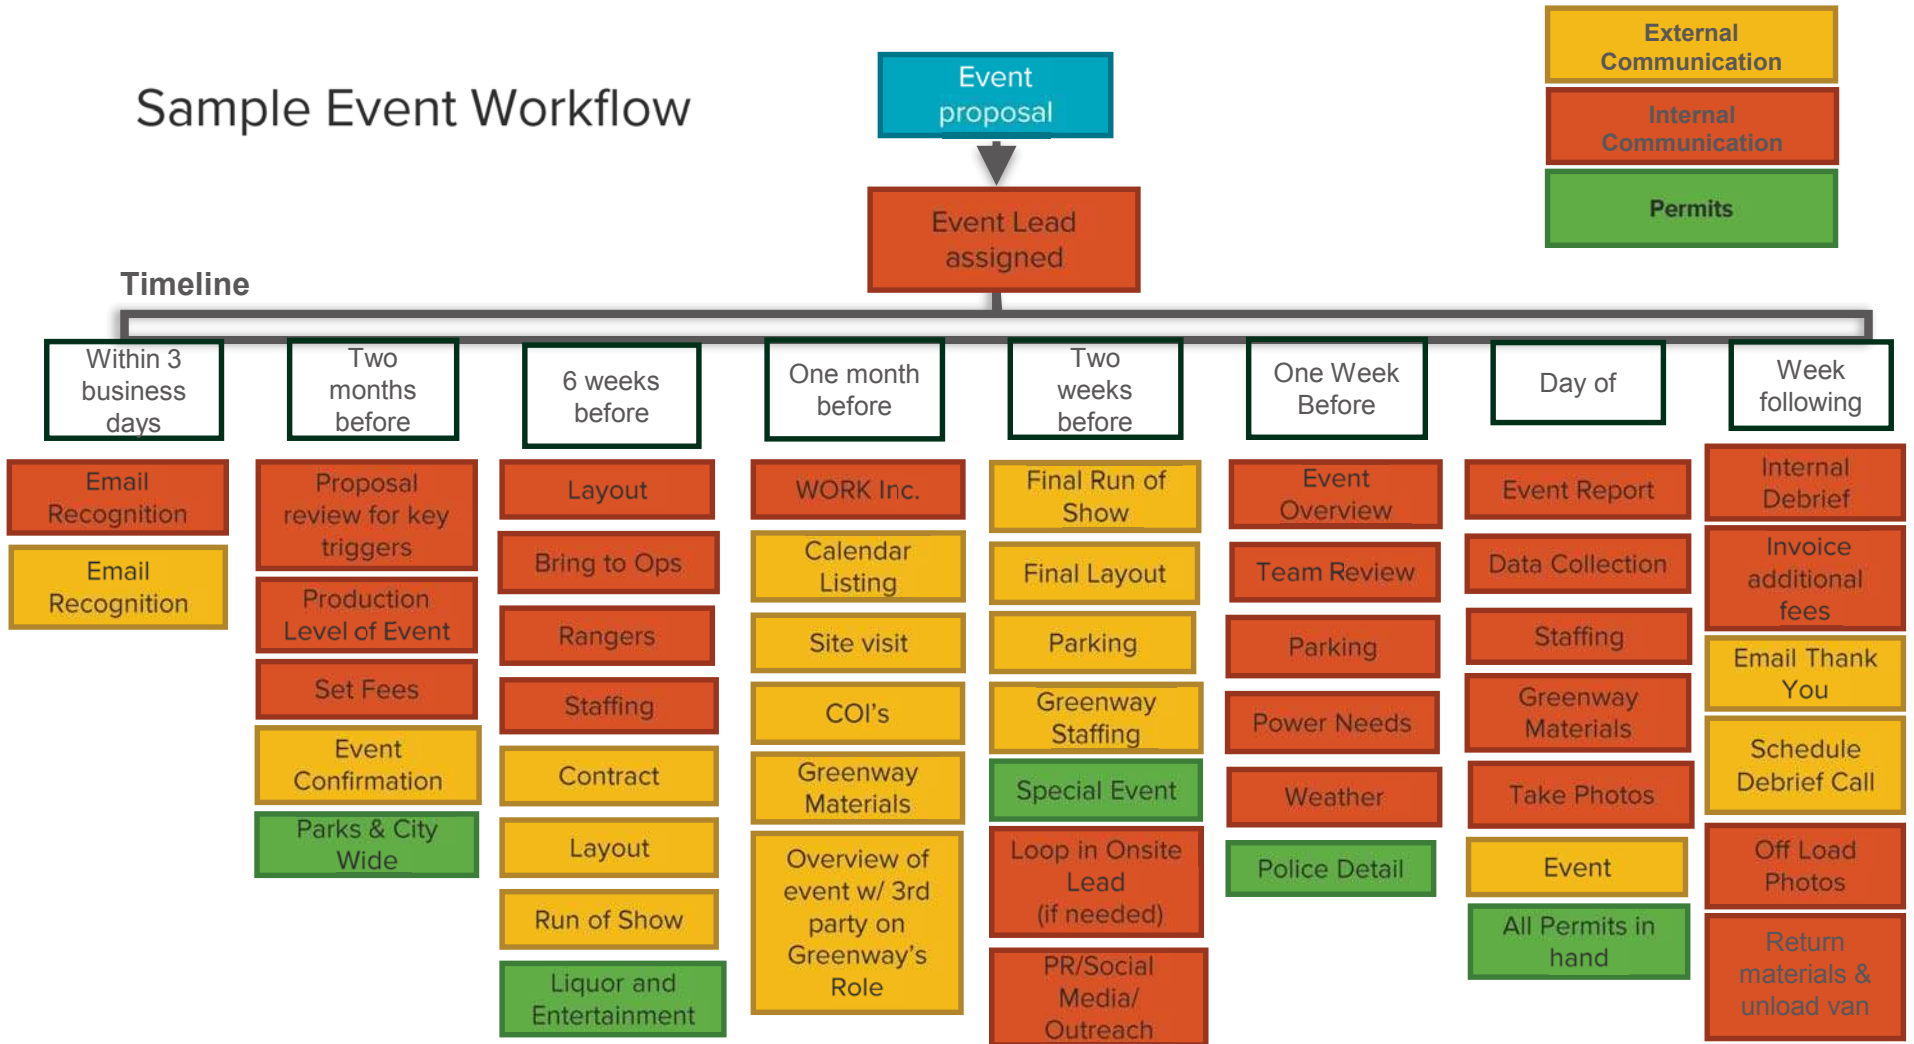 Sample Event Workflow
Event
proposal
External
Communication
Internal
Communication
Permits
Event Lead
assigned
Timeline
Within 3
business
days
Two
months
before
6 weeks
before
One month
before
Two
weeks
before
One Week
Before
Day of
Week
following
Email
Recognition
Email
Recognition
Proposal
review for key
triggers
Production
Level of Event
Set Fees
Event
Confirmation
Parks & City
Wide
Layout
Bring to Ops
Rangers
Staffing
Contract
Layout
Run of Show
Liquor and
Entertainment
WORK Inc.
Calendar
Listing
Site visit
COI's
Greenway
Materials
Overview of
event w/ 3rd
party on
Greenway's
Role
Final Run of
Show
Final Layout
Parking
Greenway
Staffing
Special Event
Loop in Onsite
Lead
(if needed)
PR/Social
Media/
Outreach
Event
Overview
Team Review
Parking
Power Needs
Weather
Police Detail
Event Report
Data Collection
Staffing
Greenway
Materials
Take Photos
Event
All Permits in
hand
Internal
Debrief
Invoice
additional
fees
Email Thank
You
Schedule
Debrief Call
Off Load
Photos
Return
materials &
unload van